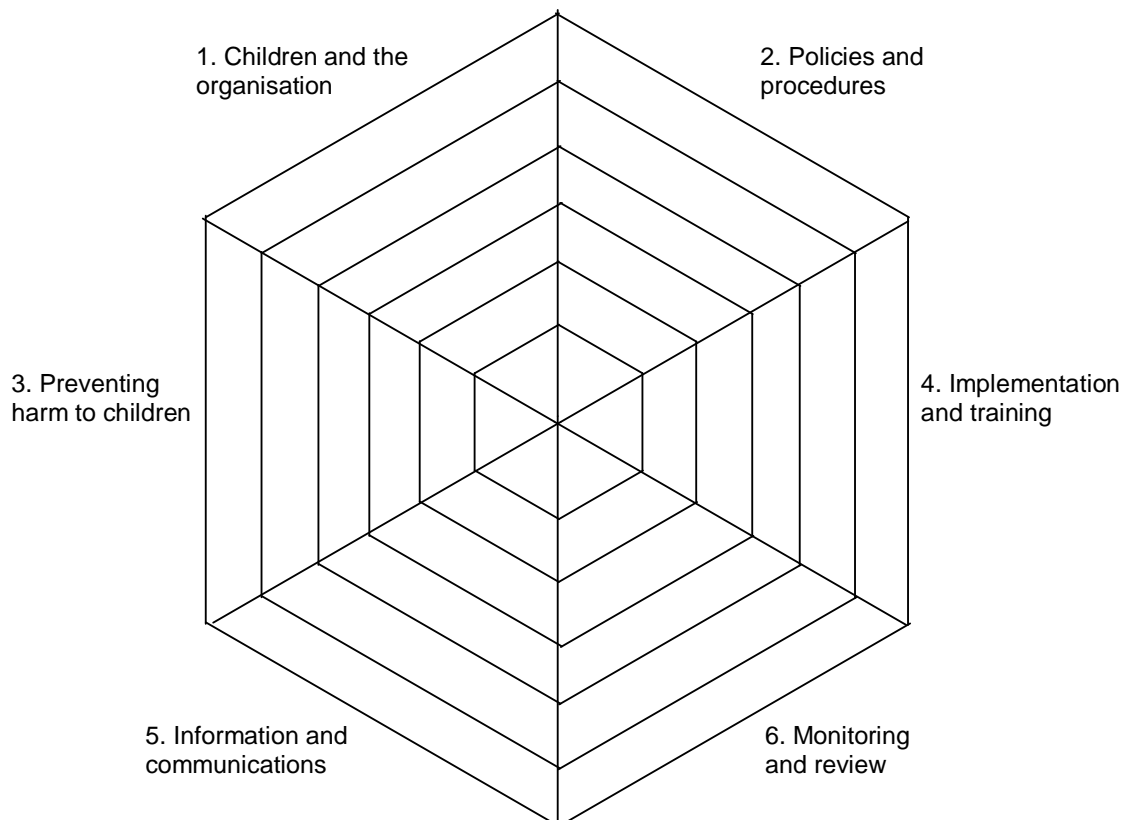 1. Children and the
organisation
2. Policies and
procedures
3. Preventing
harm to children
4. Implementation
and training
5. Information and
communications
6. Monitoring
and review